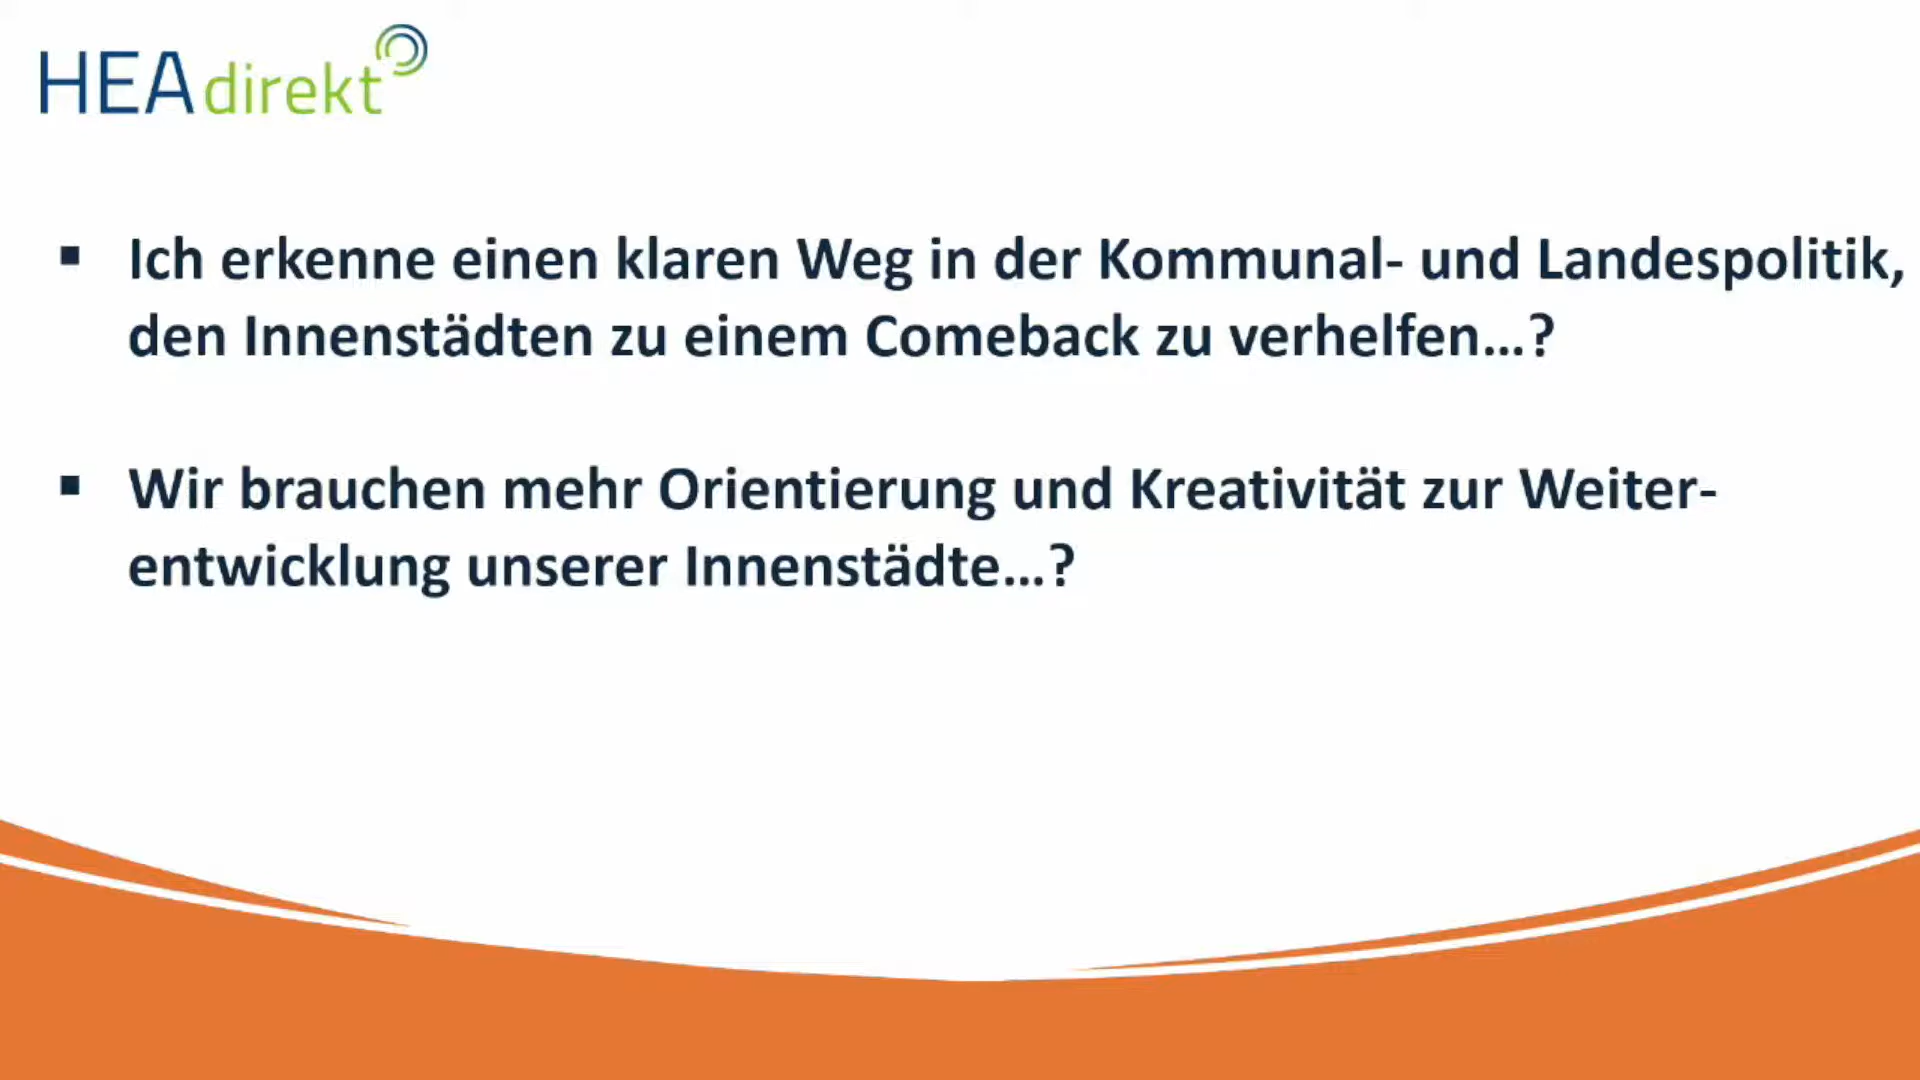 HEAdirekt
▪ Ich erkenne einen klaren Weg in der Kommunal- und Landespolitik,
den Innenstädten zu einem Comeback zu verhelfen...?
▪ Wir brauchen mehr Orientierung und Kreativität zur Weiter-
entwicklung unserer Innenstädte...?